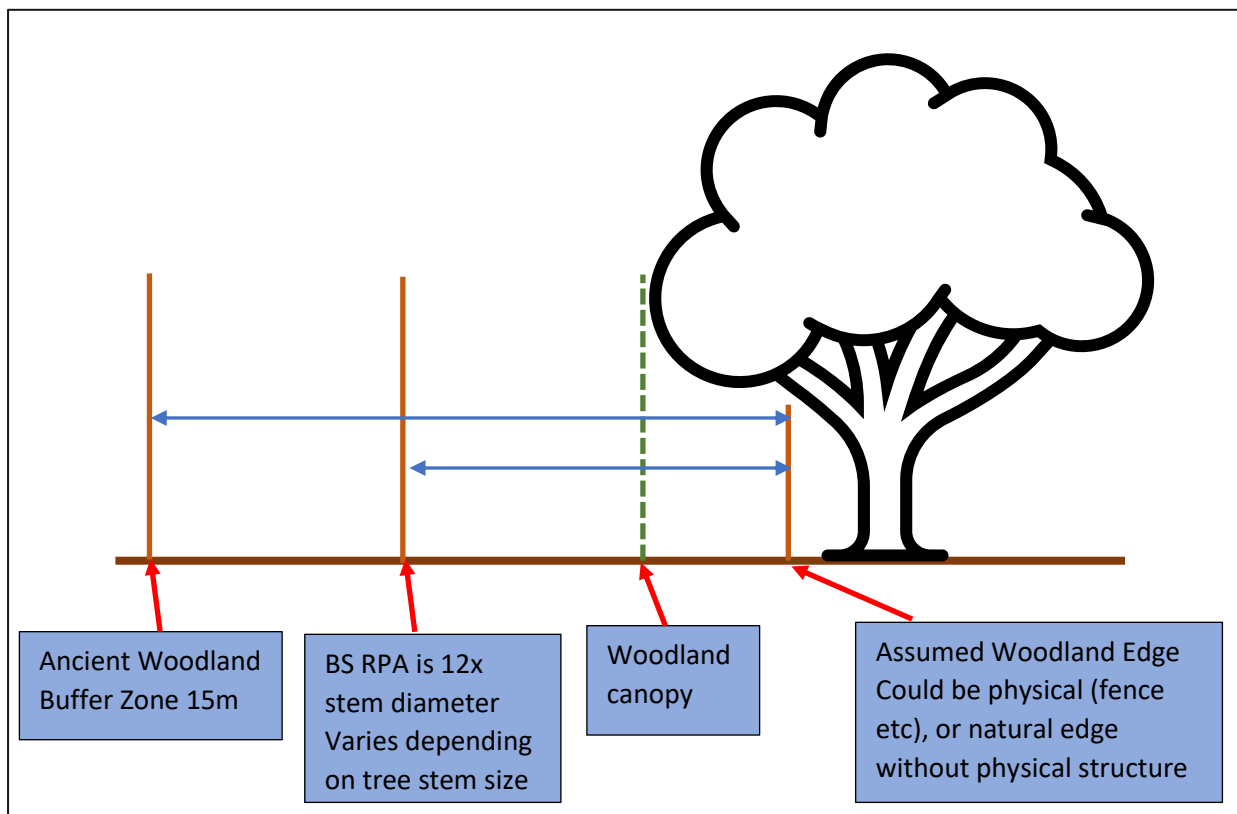 Ancient Woodland
Buffer Zone 15m
BS RPA is 12x
stem diameter
Varies depending
on tree stem size
Woodland
canopy
Assumed Woodland Edge
Could be physical (fence
etc), or natural edge
without physical structure